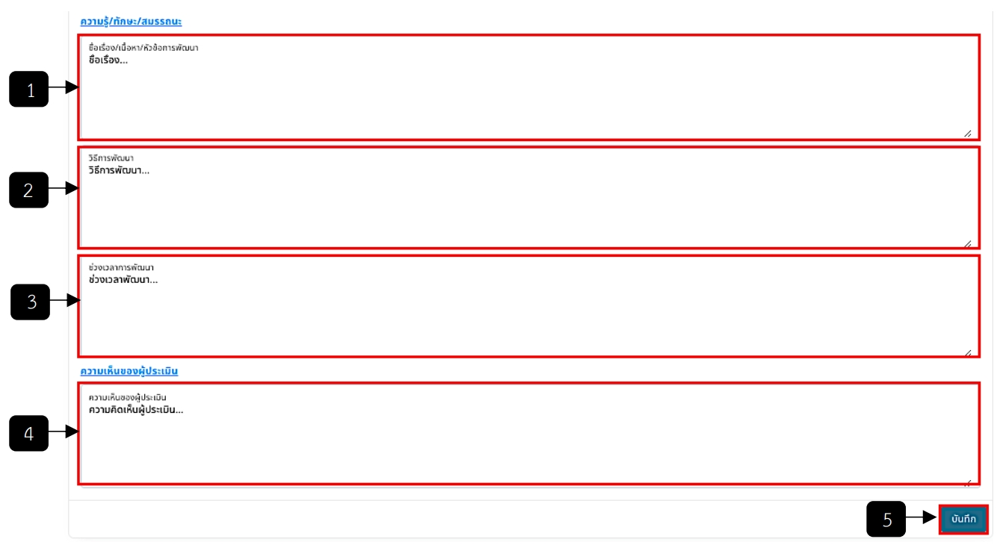 ความรู้/ทักษะ/สมรรถนะ
ชื่อเรื่อง/เนื้อหา/หัวข้อการพัฒนา
ชื่อเรื่อง...
1
วิธีการพัฒนา
วิธีการพัฒนา...
2
ช่วงเวลาการพัฒนา
ช่วงเวลาพัฒนา...
3
ความเห็นของผู้ประเมิน
ความเห็นของผู้ประเมิน
ความคิดเห็นผู้ประเมิน...
4
5 บันทึก